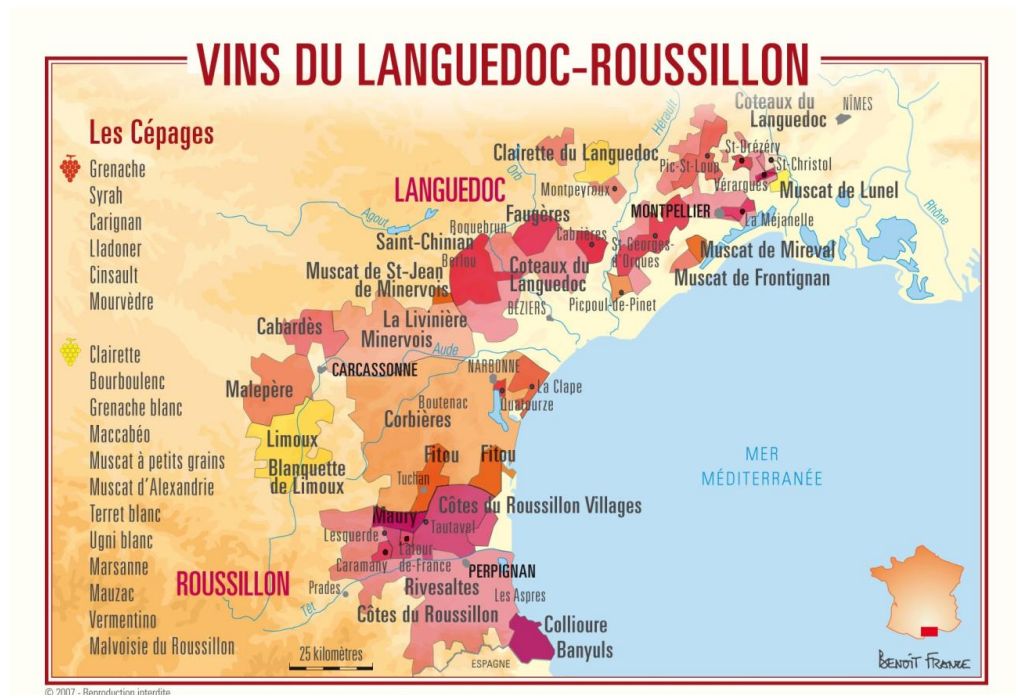 VINS DU LANGUEDOC-ROUSSILLON
Les Cépages
Grenache
Syrah
Carignan
Lladoner
Cinsault
Mourvèdre
Clairette
Bourboulenc
Grenache blanc
Maccabéo
Muscat à petits grains
Muscat d'Alexandrie
Terret blanc
Ugni blanc
Marsanne
Mauzac
Vermentino
Malvoisie du Roussillon
Coteaux du
Languedoc
NÎMES
Hérault
Clairette du Languedoc
Orb
St-Drézéry
Pic-St-Loup
St-Christol
Vérargues
Muscat de Lunel
Rhône
LANGUEDOC
Montpeyroux
Agout
Faugères
MONTPELLIER
La Méjanelle
Roquebrun
Cabrières
Saint-Chinian
Berlou
St-Georges-
d'Orques
Muscat de Mireval
Muscat de St-Jean
de Minervois
Coteaux du
Languedoc
Muscat de Frontignan
BÉZIERS
Picpoul-de-Pinet
Cabardès
La Livinière
Minervois
Aude
CARCASSONNE
NARBONNE
La Clape
Quatourze
Malepère
Boutenac
Corbières
Limoux
Blanquette
de Limoux
Fitou
Fitou
Tuchan
MER
MÉDITERRANÉE
Côtes du Roussillon Villages
Maury
Tautavel
Lesquerde
Latour
de-France
Caramany
ROUSSILLON
PERPIGNAN
Prades
Têt
Rivesaltes
Les Aspres
Côtes du Roussillon
Collioure
Banyuls
25 kilomètres
ESPAGNE
BENOÎT FRANCE
© 2007 - Reproduction interdite